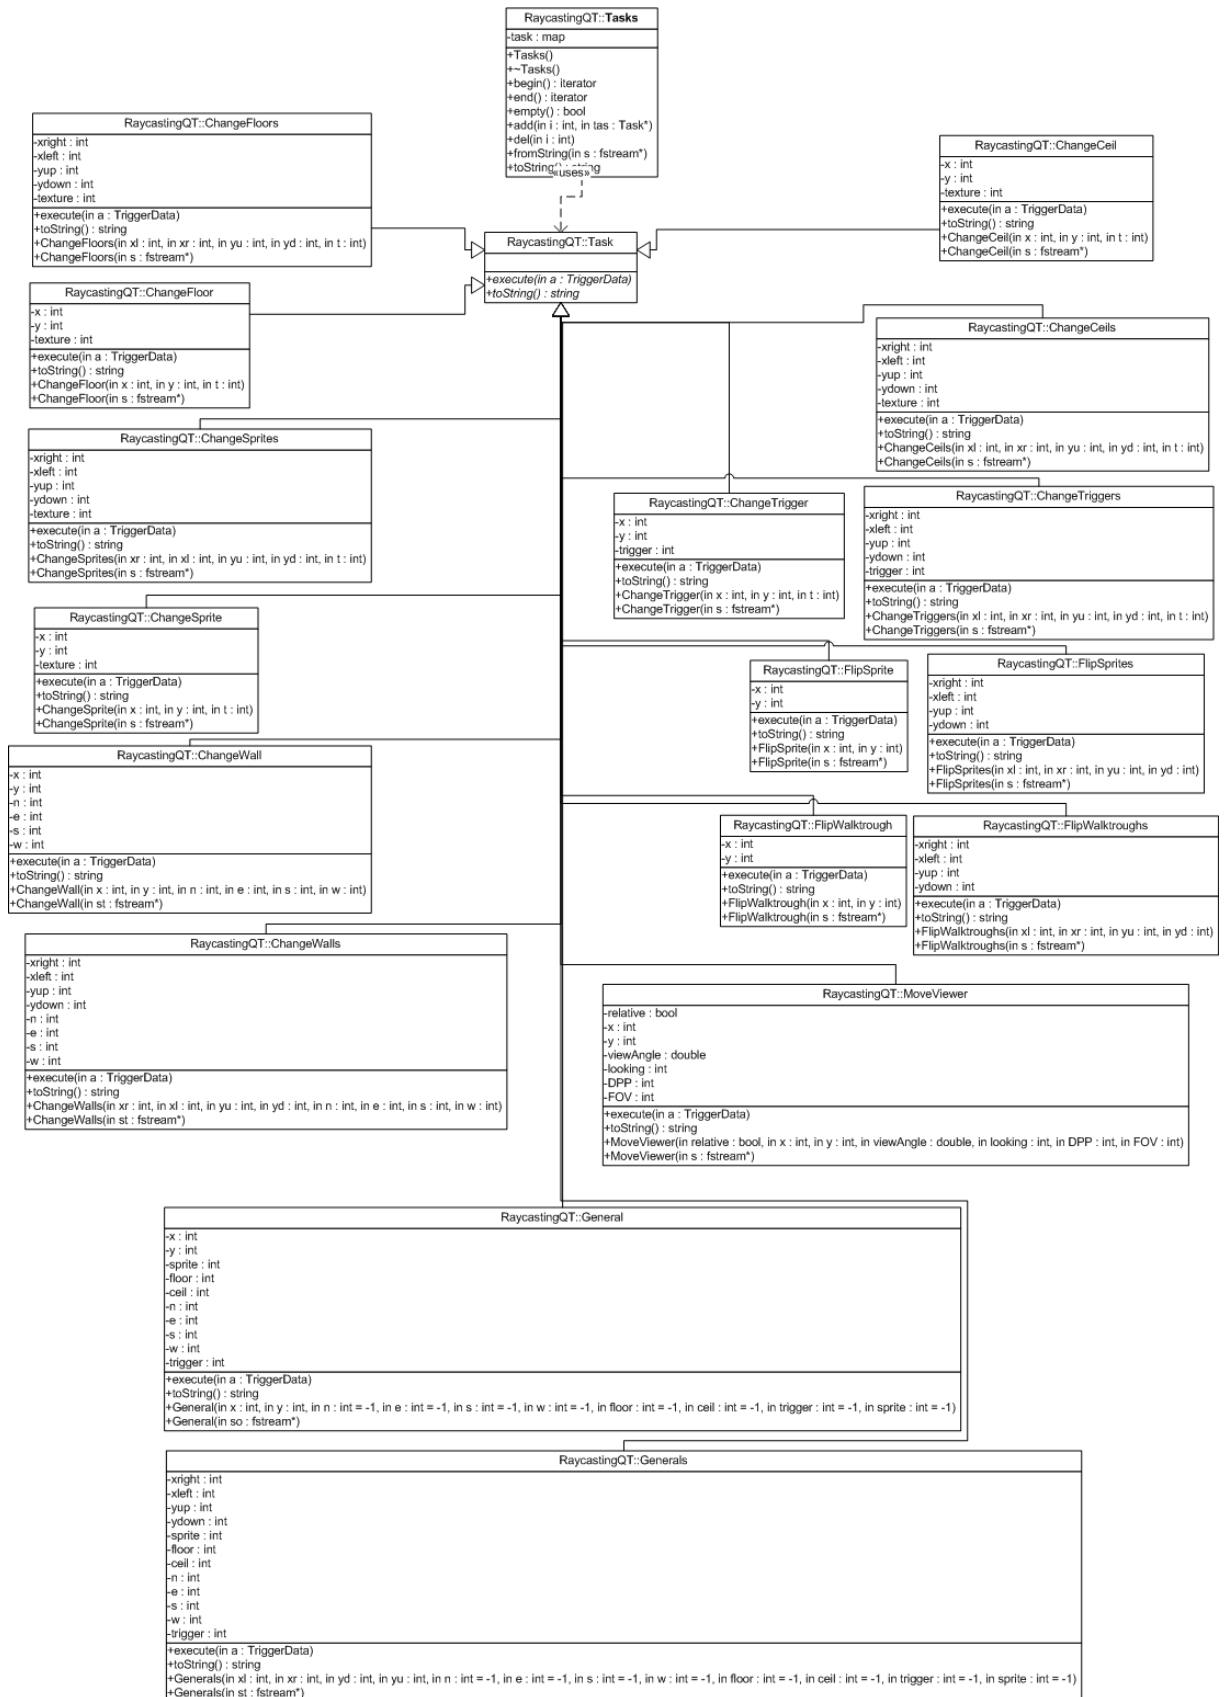 RaycastingQT::Tasks
-task : map
+Tasks()
+~Tasks()
+begin() : iterator
+end() : iterator
+empty() : bool
+add(in i : int, in tas : Task*)
+del(in i : int)
+fromString(in s : fstream*)
+toString() : string
«uses»
RaycastingQT::ChangeFloors
-xright : int
-xleft : int
-yup : int
-ydown : int
-texture : int
+execute(in a : TriggerData)
+toString() : string
+ChangeFloors(in xl : int, in xr : int, in yu : int, in yd : int, in t : int)
+ChangeFloors(in s : fstream*)
RaycastingQT::ChangeCeil
-x : int
-y : int
-texture : int
+execute(in a : TriggerData)
+toString() : string
+ChangeCeil(in x : int, in y : int, in t : int)
+ChangeCeil(in s : fstream*)
RaycastingQT::Task
+execute(in a : TriggerData)
+toString() : string
RaycastingQT::ChangeFloor
-x : int
-y : int
-texture : int
+execute(in a : TriggerData)
+toString() : string
+ChangeFloor(in x : int, in y : int, in t : int)
+ChangeFloor(in s : fstream*)
RaycastingQT::ChangeCeils
-xright : int
-xleft : int
-yup : int
-ydown : int
-texture : int
+execute(in a : TriggerData)
+toString() : string
+ChangeCeils(in xl : int, in xr : int, in yu : int, in yd : int, in t : int)
+ChangeCeils(in s : fstream*)
RaycastingQT::ChangeSprites
-xright : int
-xleft : int
-yup : int
-ydown : int
-texture : int
+execute(in a : TriggerData)
+toString() : string
+ChangeSprites(in xr : int, in xl : int, in yu : int, in yd : int, in t : int)
+ChangeSprites(in s : fstream*)
RaycastingQT::ChangeTrigger
-x : int
-y : int
-trigger : int
+execute(in a : TriggerData)
+toString() : string
+ChangeTrigger(in x : int, in y : int, in t : int)
+ChangeTrigger(in s : fstream*)
RaycastingQT::ChangeTriggers
-xright : int
-xleft : int
-yup : int
-ydown : int
-trigger : int
+execute(in a : TriggerData)
+toString() : string
+ChangeTriggers(in xl : int, in xr : int, in yu : int, in yd : int, in t : int)
+ChangeTriggers(in s : fstream*)
RaycastingQT::ChangeSprite
-x : int
-y : int
-texture : int
+execute(in a : TriggerData)
+toString() : string
+ChangeSprite(in x : int, in y : int, in t : int)
+ChangeSprite(in s : fstream*)
RaycastingQT::FlipSprite
-x : int
-y : int
+execute(in a : TriggerData)
+toString() : string
+FlipSprite(in x : int, in y : int)
+FlipSprite(in s : fstream*)
RaycastingQT::FlipSprites
-xright : int
-xleft : int
-yup : int
-ydown : int
+execute(in a : TriggerData)
+toString() : string
+FlipSprites(in xl : int, in xr : int, in yu : int, in yd : int)
+FlipSprites(in s : fstream*)
RaycastingQT::ChangeWall
-x : int
-y : int
-n : int
-e : int
-s : int
-w : int
+execute(in a : TriggerData)
+toString() : string
+ChangeWall(in x : int, in y : int, in n : int, in e : int, in s : int, in w : int)
+ChangeWall(in st : fstream*)
RaycastingQT::FlipWalktrough
-x : int
-y : int
+execute(in a : TriggerData)
+toString() : string
+FlipWalktrough(in x : int, in y : int)
+FlipWalktrough(in s : fstream*)
RaycastingQT::FlipWalktroughs
-xright : int
-xleft : int
-yup : int
-ydown : int
+execute(in a : TriggerData)
+toString() : string
+FlipWalktroughs(in xl : int, in xr : int, in yu : int, in yd : int)
+FlipWalktroughs(in s : fstream*)
RaycastingQT::ChangeWalls
-xright : int
-xleft : int
-yup : int
-ydown : int
-n : int
-e : int
-s : int
-w : int
+execute(in a : TriggerData)
+toString() : string
+ChangeWalls(in xr : int, in xl : int, in yu : int, in yd : int, in n : int, in e : int, in s : int, in w : int)
+ChangeWalls(in st : fstream*)
RaycastingQT::MoveViewer
-relative : bool
-x : int
-y : int
-viewAngle : double
-looking : int
-DPP : int
-FOV : int
+execute(in a : TriggerData)
+toString() : string
+MoveViewer(in relative : bool, in x : int, in y : int, in viewAngle : double, in looking : int, in DPP : int, in FOV : int)
+MoveViewer(in s : fstream*)
RaycastingQT::General
-x : int
-y : int
-sprite : int
-floor : int
-ceil : int
-n : int
-e : int
-s : int
-w : int
-trigger : int
+execute(in a : TriggerData)
+toString() : string
+General(in x : int, in y : int, in n : int = -1, in e : int = -1, in s : int = -1, in w : int = -1, in floor : int = -1, in ceil : int = -1, in trigger : int = -1, in sprite : int = -1)
+General(in so : fstream*)
RaycastingQT::Generals
-xright : int
-xleft : int
-yup : int
-ydown : int
-sprite : int
-floor : int
-ceil : int
-n : int
-e : int
-s : int
-w : int
-trigger : int
+execute(in a : TriggerData)
+toString() : string
+Generals(in xl : int, in xr : int, in yd : int, in yu : int, in n : int = -1, in e : int = -1, in s : int = -1, in w : int = -1, in floor : int = -1, in ceil : int = -1, in trigger : int = -1, in sprite : int = -1)
+Generals(in st : fstream*)